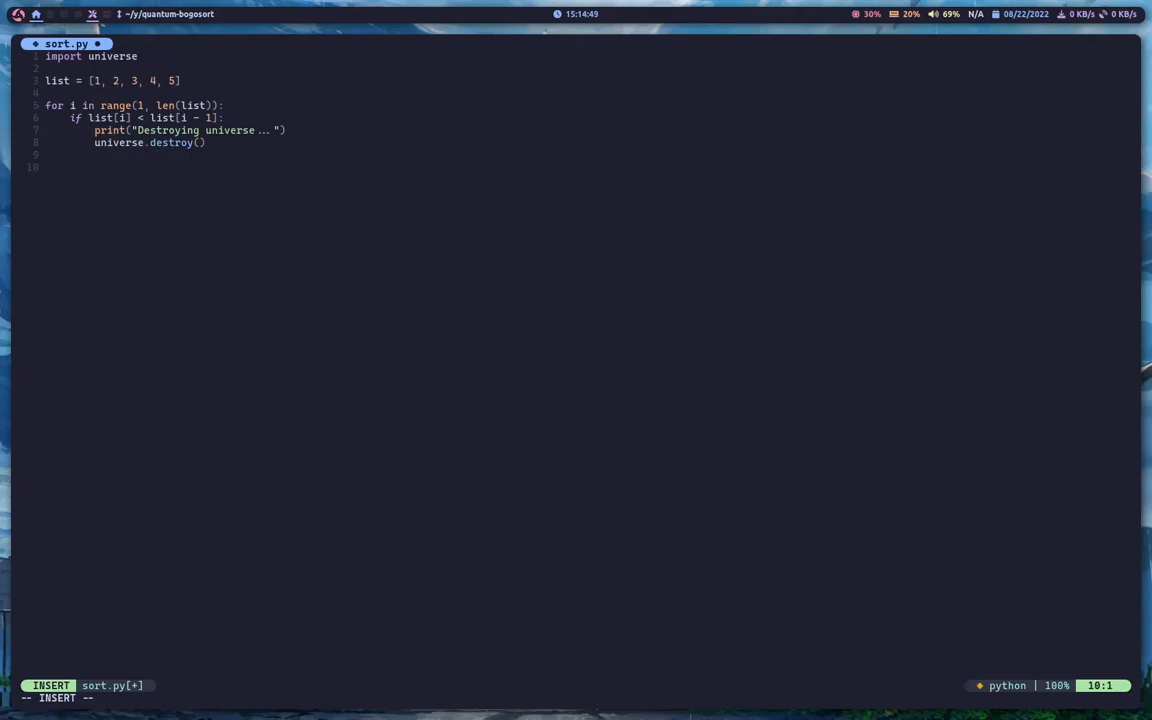 ~/y/quantum-bogosort
15:14:49
30% 20% 69% N/A 08/22/2022 0 KB/s 0 KB/s
sort.py
1 import universe
2
3 list = [1, 2, 3, 4, 5]
4
5 for i in range(1, len(list)):
6 if list[i] < list[i - 1]:
7 print("Destroying universe...")
8 universe.destroy()
9
10
INSERT sort.py[+]
python | 100% 10:1
-- INSERT --